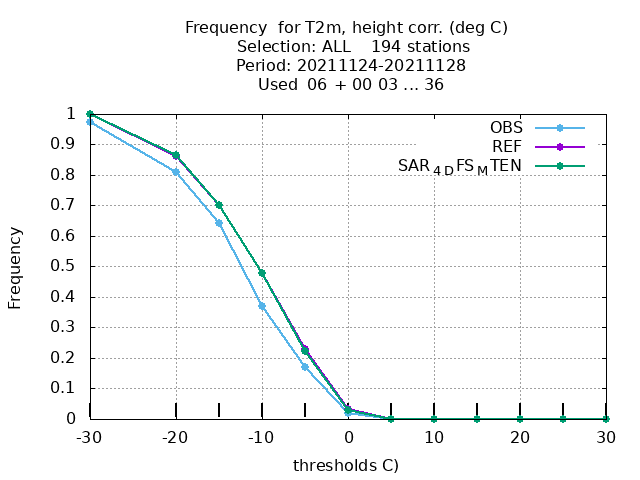 Frequency  for T2m, height corr. (deg C)
Selection: ALL    194 stations
Period: 20211124-20211128
Used  06 + 00 03 ... 36
OBS
REF
SAR4DFSMTEN
1
0.9
0.8
0.7
0.6
0.5
0.4
0.3
0.2
0.1
0
Frequency
-30 -20 -10 0 10 20 30
thresholds C)